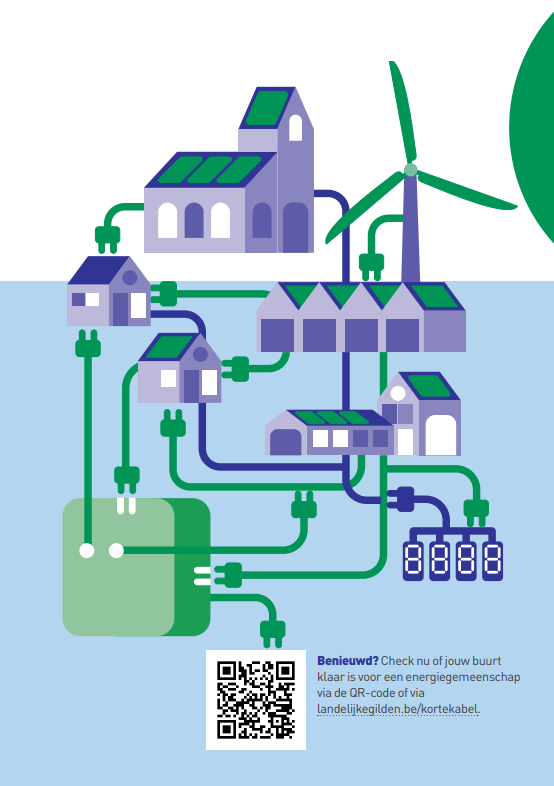 Benieuwd? Check nu of jouw buurt
klaar is voor een energiegemeenschap
via de QR-code of via
landelijkegilden.be/kortekabel.